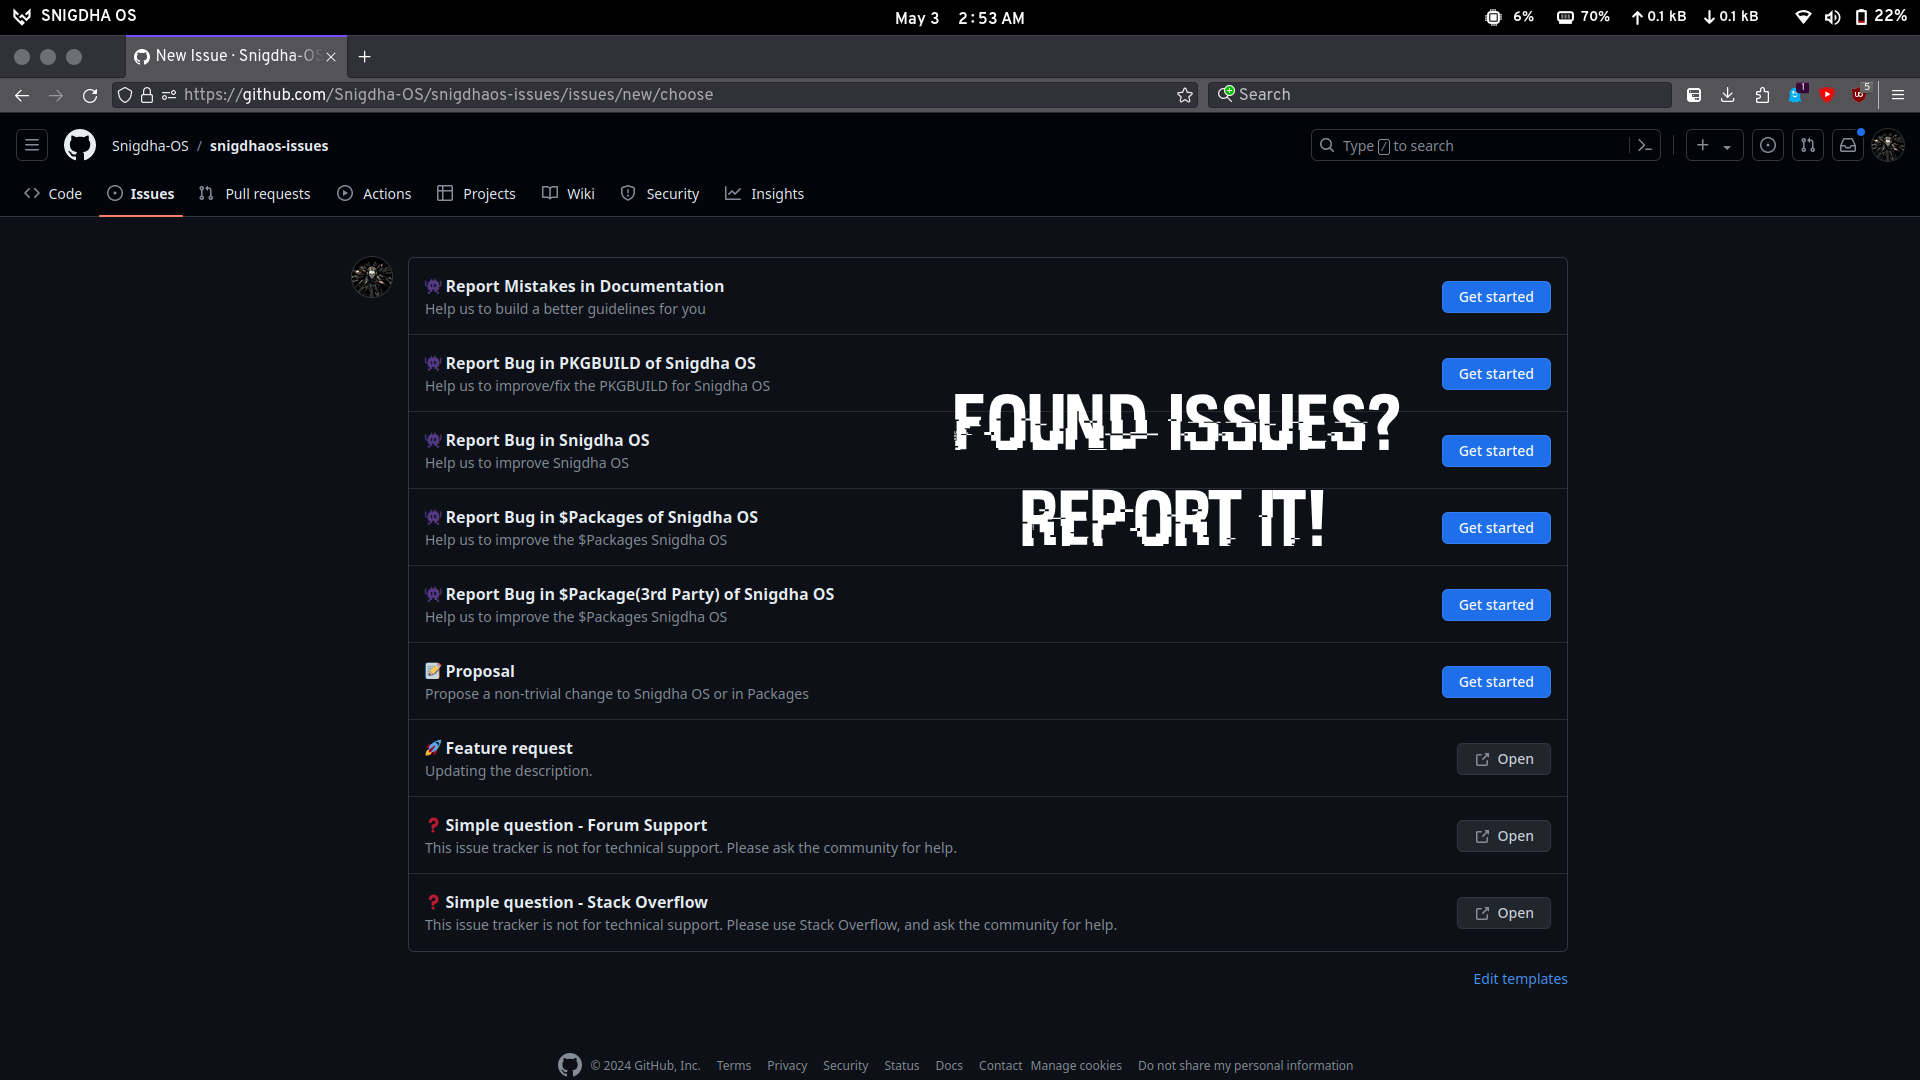 SNIGDHA OS
May 3 2:53 AM
6% 70% 0.1 kB 0.1 kB 22%
New Issue · Snigdha-OS
https://github.com/Snigdha-OS/snigdhaos-issues/issues/new/choose
Search
1
5
Snigdha-OS / snigdhaos-issues
Type / to search
Code Issues Pull requests Actions Projects Wiki Security Insights
Report Mistakes in Documentation
Help us to build a better guidelines for you
Get started
Report Bug in PKGBUILD of Snigdha OS
Help us to improve/fix the PKGBUILD for Snigdha OS
Get started
FOUND ISSUES?
Report Bug in Snigdha OS
Help us to improve Snigdha OS
Get started
REPORT IT!
Report Bug in $Packages of Snigdha OS
Help us to improve the $Packages Snigdha OS
Get started
Report Bug in $Package(3rd Party) of Snigdha OS
Help us to improve the $Packages Snigdha OS
Get started
Proposal
Propose a non-trivial change to Snigdha OS or in Packages
Get started
Feature request
Updating the description.
Open
Simple question - Forum Support
This issue tracker is not for technical support. Please ask the community for help.
Open
Simple question - Stack Overflow
This issue tracker is not for technical support. Please use Stack Overflow, and ask the community for help.
Open
Edit templates
© 2024 GitHub, Inc. Terms Privacy Security Status Docs Contact Manage cookies Do not share my personal information